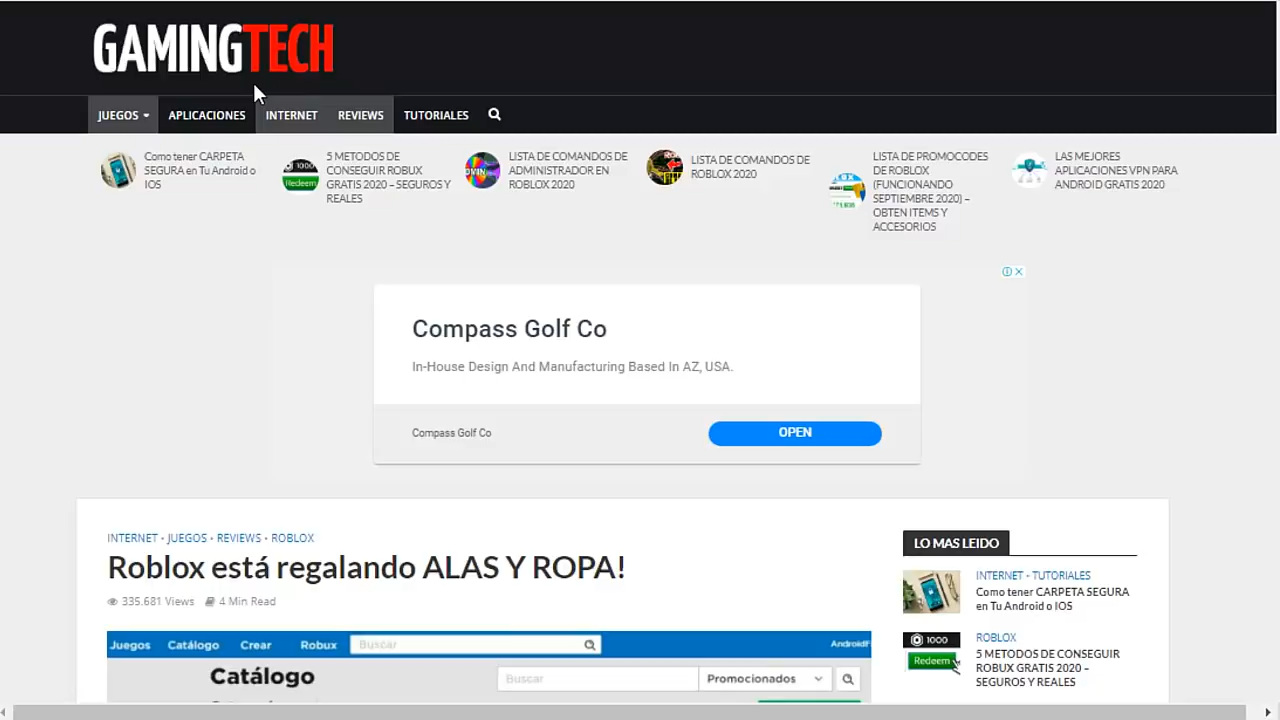 GAMINGTECH
JUEGOS APLICACIONES INTERNET REVIEWS TUTORIALES
Como tener CARPETA
SEGURA en Tu Android o
IOS
1000
Redeem
5 METODOS DE
CONSEGUIR ROBUX
GRATIS 2020 – SEGUROS Y
REALES
LISTA DE COMANDOS DE
ADMINISTRADOR EN
ROBLOX 2020
LISTA DE COMANDOS DE
ROBLOX 2020
LISTA DE PROMOCODES
DE ROBLOX
(FUNCIONANDO
SEPTIEMBRE 2020) –
OBTEN ITEMS Y
ACCESORIOS
LAS MEJORES
APLICACIONES VPN PARA
ANDROID GRATIS 2020
Compass Golf Co
In-House Design And Manufacturing Based In AZ, USA.
Compass Golf Co
OPEN
INTERNET • JUEGOS • REVIEWS • ROBLOX
Roblox está regalando ALAS Y ROPA!
335.681 Views 4 Min Read
Juegos Catálogo Crear Robux Buscar
Catálogo
Buscar
Promocionados
LO MAS LEIDO
INTERNET • TUTORIALES
Como tener CARPETA SEGURA
en Tu Android o IOS
1000
Redeem
ROBLOX
5 METODOS DE CONSEGUIR
ROBUX GRATIS 2020 –
SEGUROS Y REALES